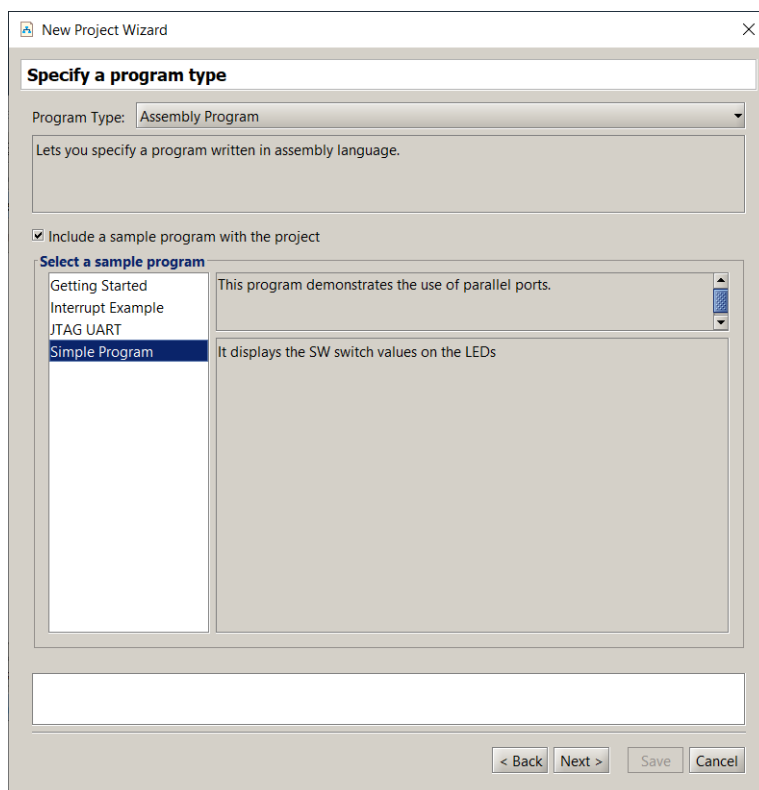 New Project Wizard
Specify a program type
Program Type: Assembly Program
Lets you specify a program written in assembly language.
Include a sample program with the project
Select a sample program
Getting Started
Interrupt Example
JTAG UART
Simple Program
This program demonstrates the use of parallel ports.
It displays the SW switch values on the LEDs
< Back Next > Save Cancel